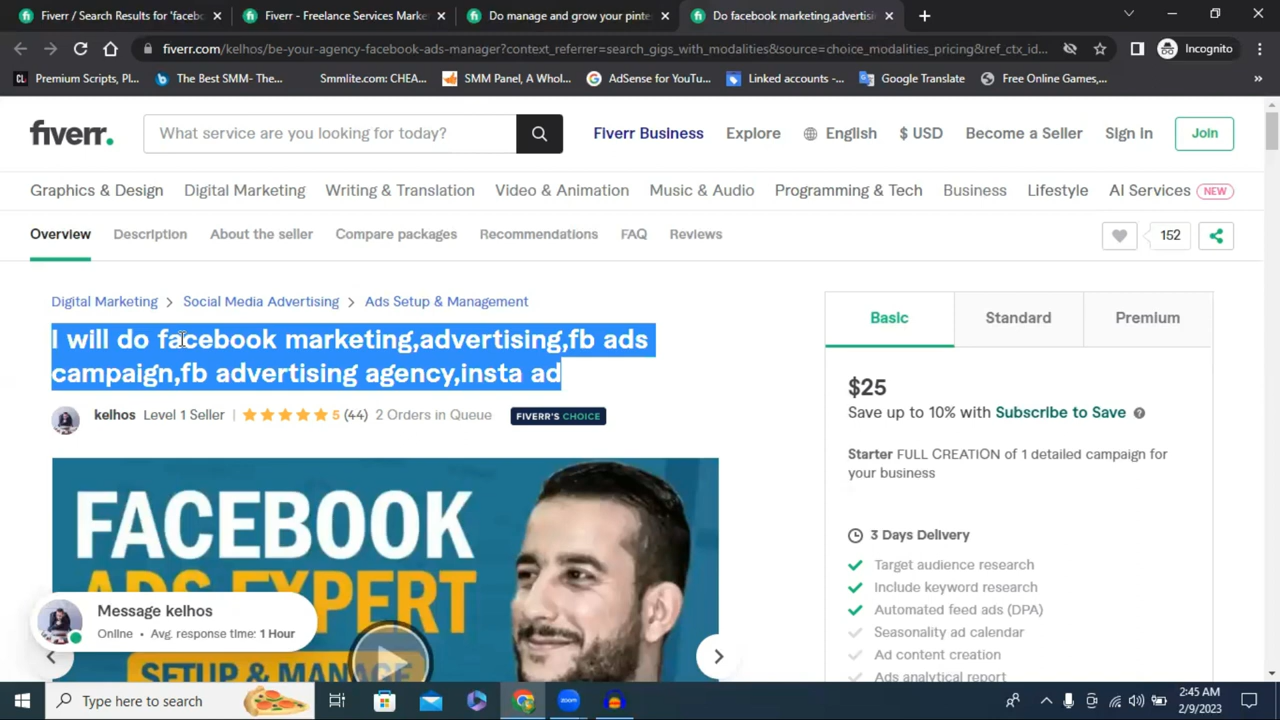 Fiverr / Search Results for 'facebo
Fiverr - Freelance Services Marke
Do manage and grow your pinte
Do facebook marketing,advertisi
fiverr.com/kelhos/be-your-agency-facebook-ads-manager?context_referrer=search_gigs_with_modalities&source=choice_modalities_pricing&ref_ctx_id...
Incognito
Premium Scripts, Pl...
The Best SMM- The...
Smmlite.com: CHEA...
SMM Panel, A Whol...
AdSense for YouTu...
Linked accounts -...
Google Translate
Free Online Games,...
fiverr.
What service are you looking for today?
Fiverr Business
Explore
English
$ USD
Become a Seller
Sign In
Join
Graphics & Design
Digital Marketing
Writing & Translation
Video & Animation
Music & Audio
Programming & Tech
Business
Lifestyle
AI Services NEW
Overview
Description
About the seller
Compare packages
Recommendations
FAQ
Reviews
152
Digital Marketing > Social Media Advertising > Ads Setup & Management
I will do facebook marketing,advertising,fb ads
campaign,fb advertising agency,insta ad
kelhos Level 1 Seller | 5 (44) 2 Orders in Queue FIVERR'S CHOICE
FACEBOOK
ADS EXPERT
SETUP & MANAGE
Message kelhos
Online • Avg. response time: 1 Hour
Basic
Standard
Premium
$25
Save up to 10% with Subscribe to Save
Starter FULL CREATION of 1 detailed campaign for
your business
3 Days Delivery
Target audience research
Include keyword research
Automated feed ads (DPA)
Seasonality ad calendar
Ad content creation
Ads analytical report
Type here to search
2:45 AM
2/9/2023